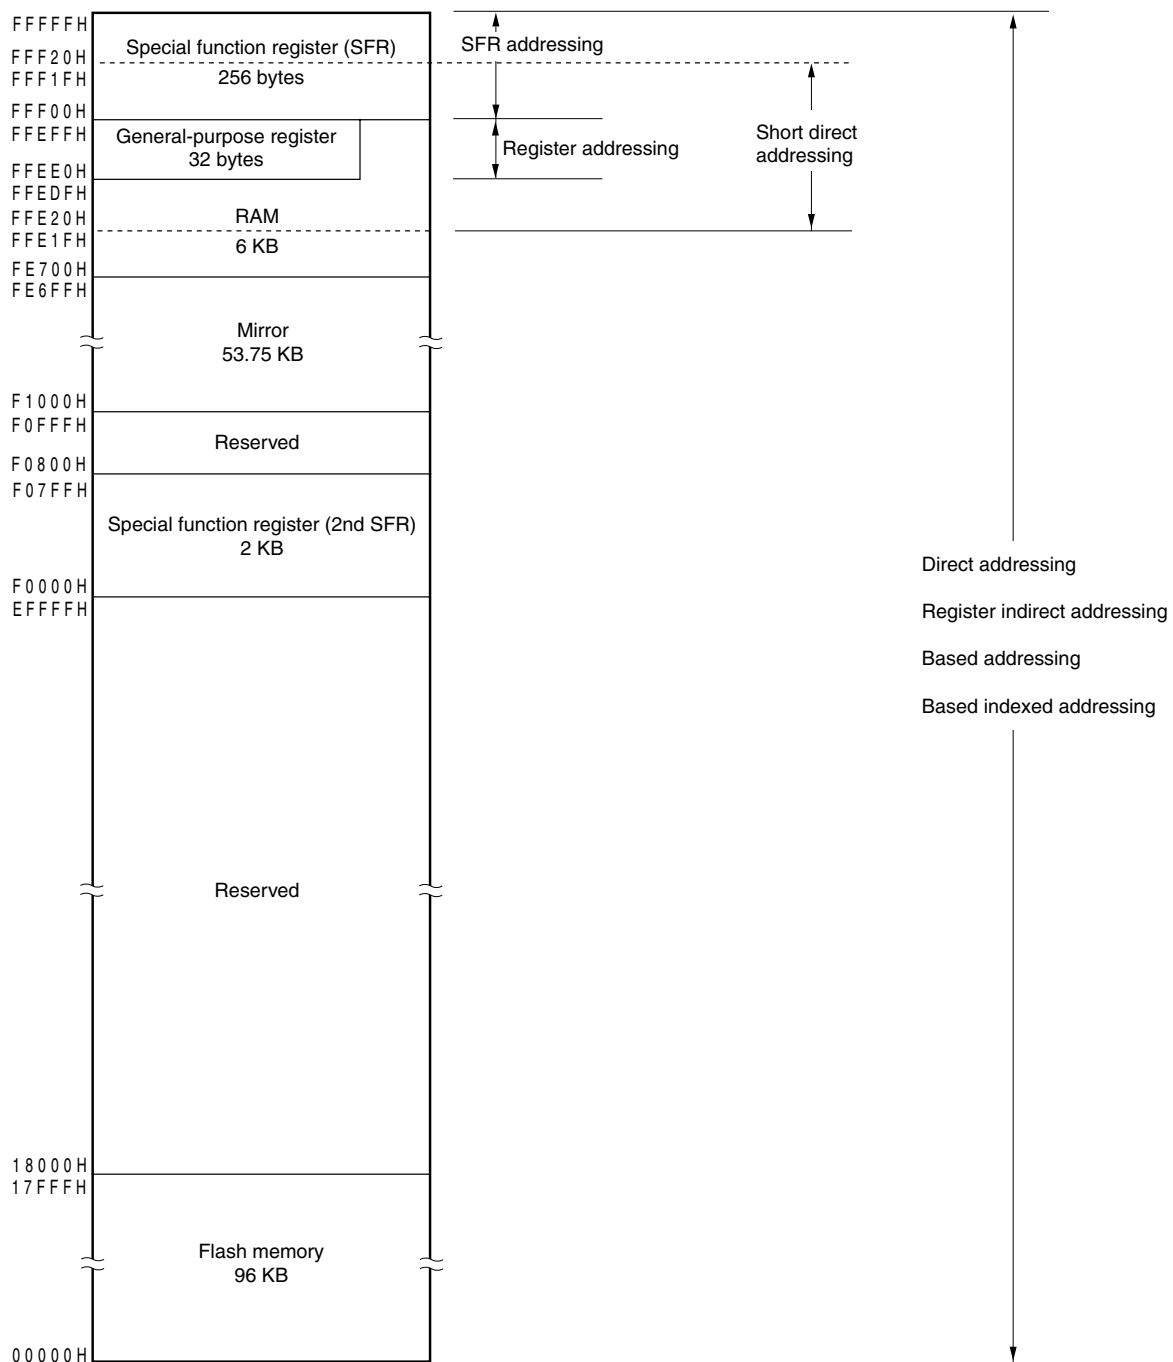 FFFFFH
Special function register (SFR)
256 bytes
FFF20H
FFF1FH
FFF00H
FFEFFH
General-purpose register
32 bytes
FFEE0H
FFEDFH
FFE20H
RAM
6 KB
FFE1FH
FE700H
FE6FFH
Mirror
53.75 KB
F1000H
F0FFFH
Reserved
F0800H
F07FFH
Special function register (2nd SFR)
2 KB
F0000H
EFFFFH
Reserved
18000H
17FFFH
Flash memory
96 KB
00000H
SFR addressing
Register addressing
Short direct
addressing
Direct addressing
Register indirect addressing
Based addressing
Based indexed addressing